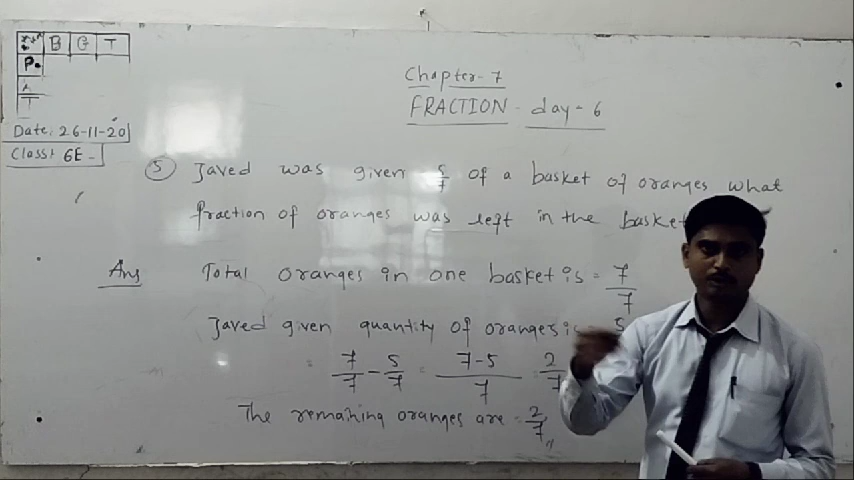 B G T
P.
T
Chapter-7
FRACTION - day-6
Date: 26-11-20
Class: 6E-
5 Javed was given 5/7 of a basket of oranges what
fraction of oranges was left in the basket
Ans Total oranges in one basket is = 7/7
Javed given quantity of oranges is 5
= 7/7 - 5/7 = 7-5/7 = 2/7
The remaining oranges are = 2/7